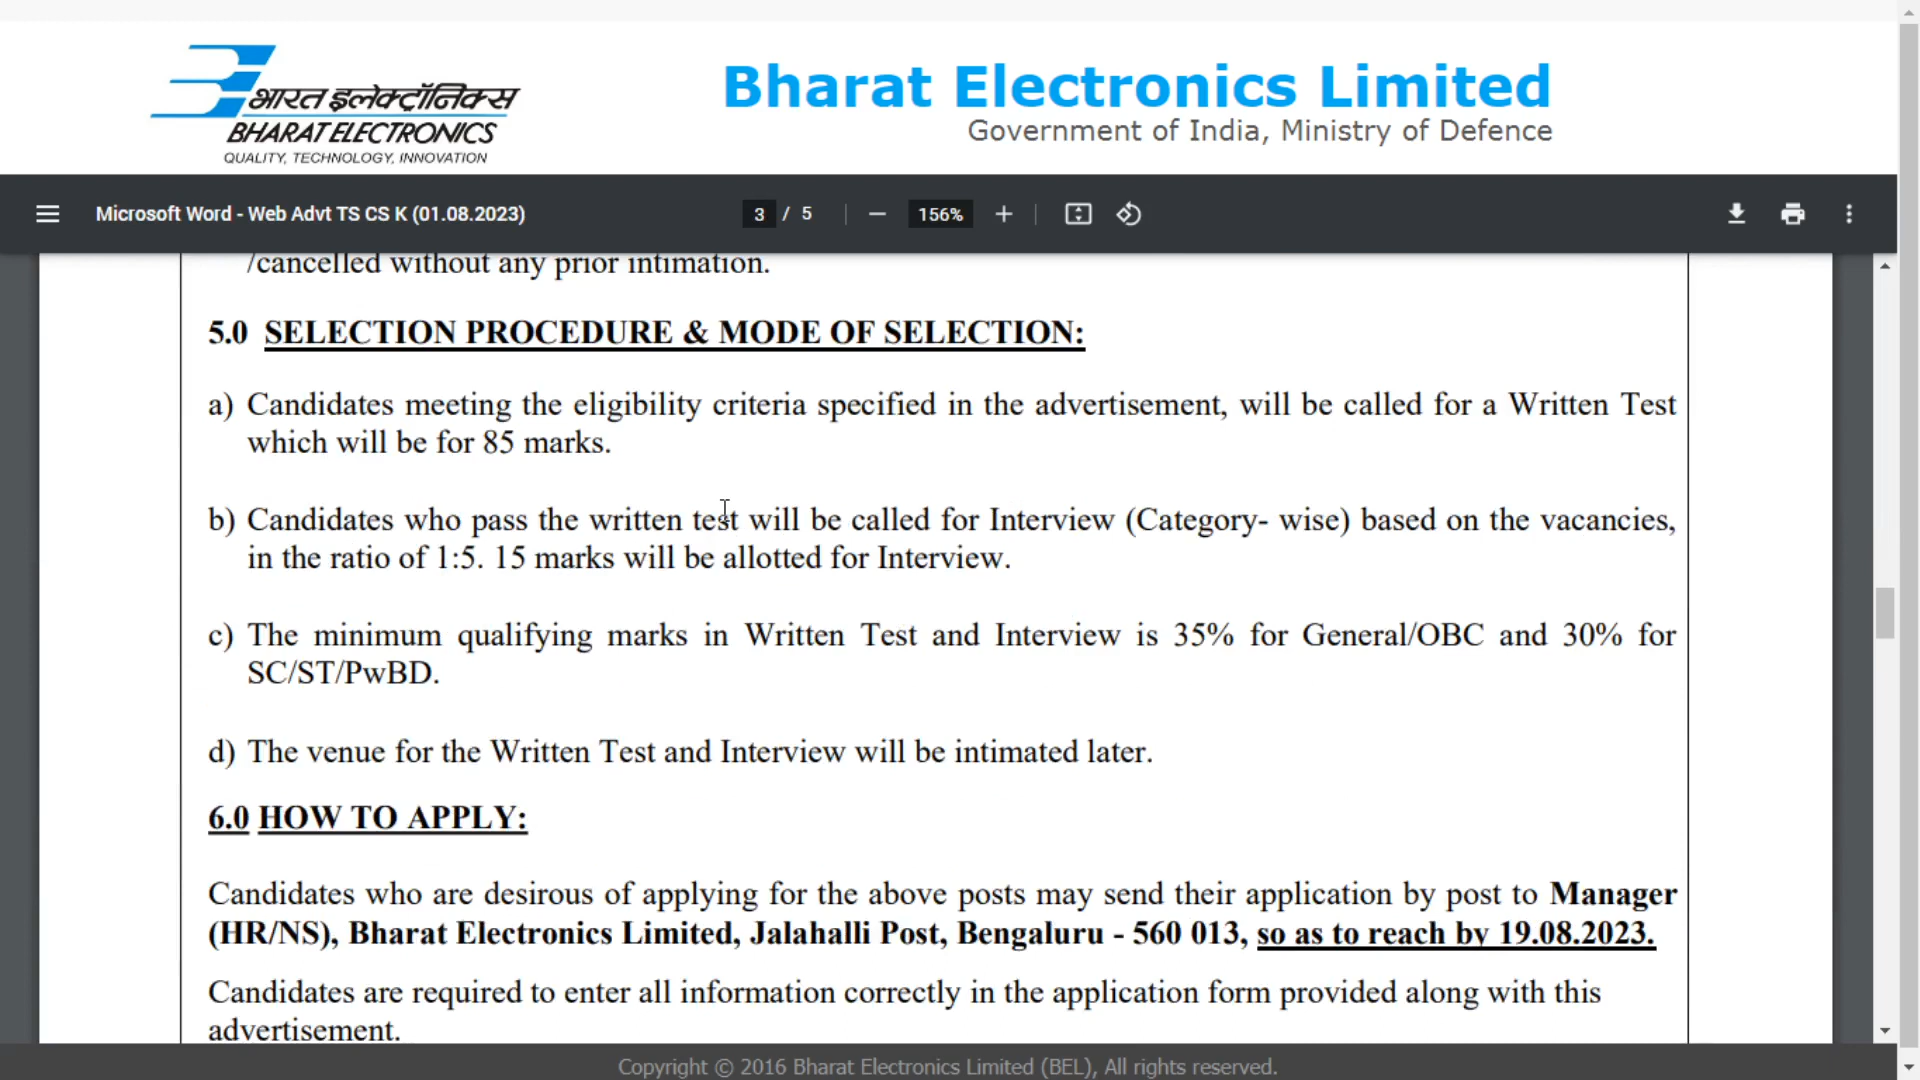 भारत इलेक्ट्रॉनिक्स
BHARAT ELECTRONICS
QUALITY, TECHNOLOGY, INNOVATION
Bharat Electronics Limited
Government of India, Ministry of Defence
Microsoft Word - Web Advt TS CS K (01.08.2023)
3 / 5
156%
/cancelled without any prior intimation.
5.0 SELECTION PROCEDURE & MODE OF SELECTION:
a) Candidates meeting the eligibility criteria specified in the advertisement, will be called for a Written Test
which will be for 85 marks.
b) Candidates who pass the written test will be called for Interview (Category- wise) based on the vacancies,
in the ratio of 1:5. 15 marks will be allotted for Interview.
c) The minimum qualifying marks in Written Test and Interview is 35% for General/OBC and 30% for
SC/ST/PwBD.
d) The venue for the Written Test and Interview will be intimated later.
6.0 HOW TO APPLY:
Candidates who are desirous of applying for the above posts may send their application by post to Manager
(HR/NS), Bharat Electronics Limited, Jalahalli Post, Bengaluru - 560 013, so as to reach by 19.08.2023.
Candidates are required to enter all information correctly in the application form provided along with this
advertisement.
Copyright © 2016 Bharat Electronics Limited (BEL), All rights reserved.